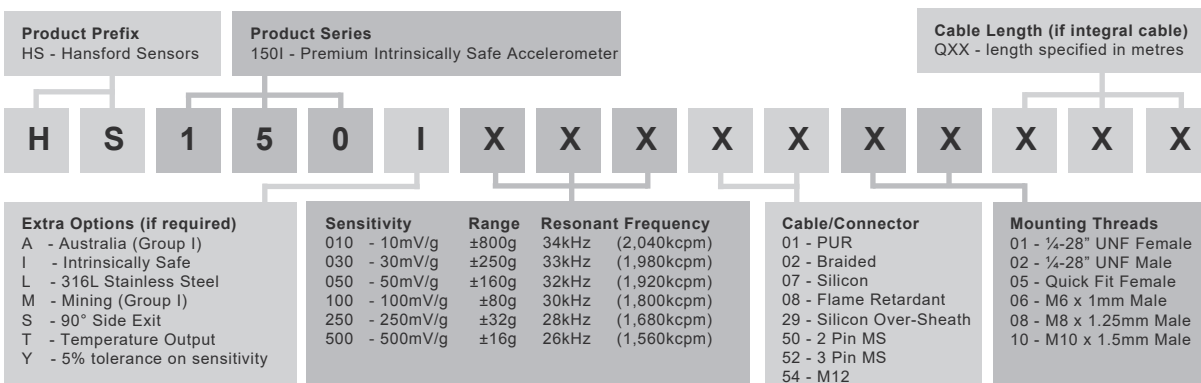 Product Prefix
HS - Hansford Sensors
Product Series
150I - Premium Intrinsically Safe Accelerometer
Cable Length (if integral cable)
QXX - length specified in metres
H S 1 5 0 I X X X X X X X X X X
Extra Options (if required)
A - Australia (Group I)
I - Intrinsically Safe
L - 316L Stainless Steel
M - Mining (Group I)
S - 90° Side Exit
T - Temperature Output
Y - 5% tolerance on sensitivity
Sensitivity Range Resonant Frequency
010 - 10mV/g ±800g 34kHz (2,040kcpm)
030 - 30mV/g ±250g 33kHz (1,980kcpm)
050 - 50mV/g ±160g 32kHz (1,920kcpm)
100 - 100mV/g ±80g 30kHz (1,800kcpm)
250 - 250mV/g ±32g 28kHz (1,680kcpm)
500 - 500mV/g ±16g 26kHz (1,560kcpm)
Cable/Connector
01 - PUR
02 - Braided
07 - Silicon
08 - Flame Retardant
29 - Silicon Over-Sheath
50 - 2 Pin MS
52 - 3 Pin MS
54 - M12
Mounting Threads
01 - ¼-28” UNF Female
02 - ¼-28” UNF Male
05 - Quick Fit Female
06 - M6 x 1mm Male
08 - M8 x 1.25mm Male
10 - M10 x 1.5mm Male